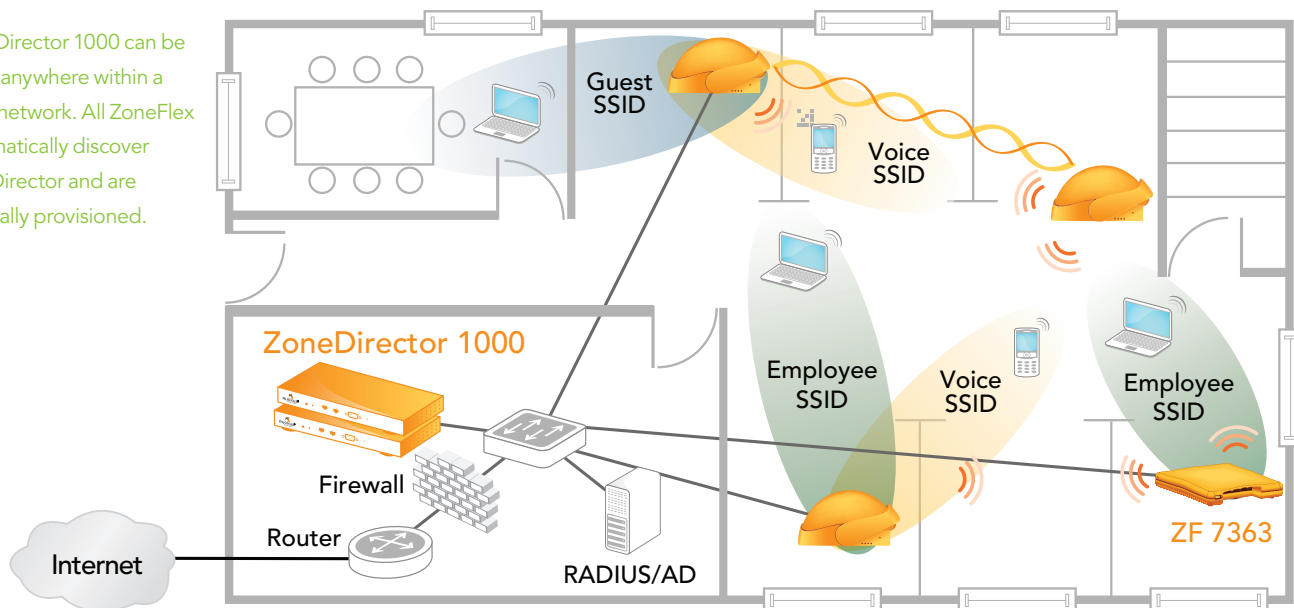 Director 1000 can be
anywhere within a
network. All ZoneFlex
matically discover
Director and are
ally provisioned.
Guest
SSID
Voice
SSID
ZoneDirector 1000
Employee
SSID
Voice
SSID
Employee
SSID
Firewall
Router
Internet
RADIUS/AD
ZF 7363